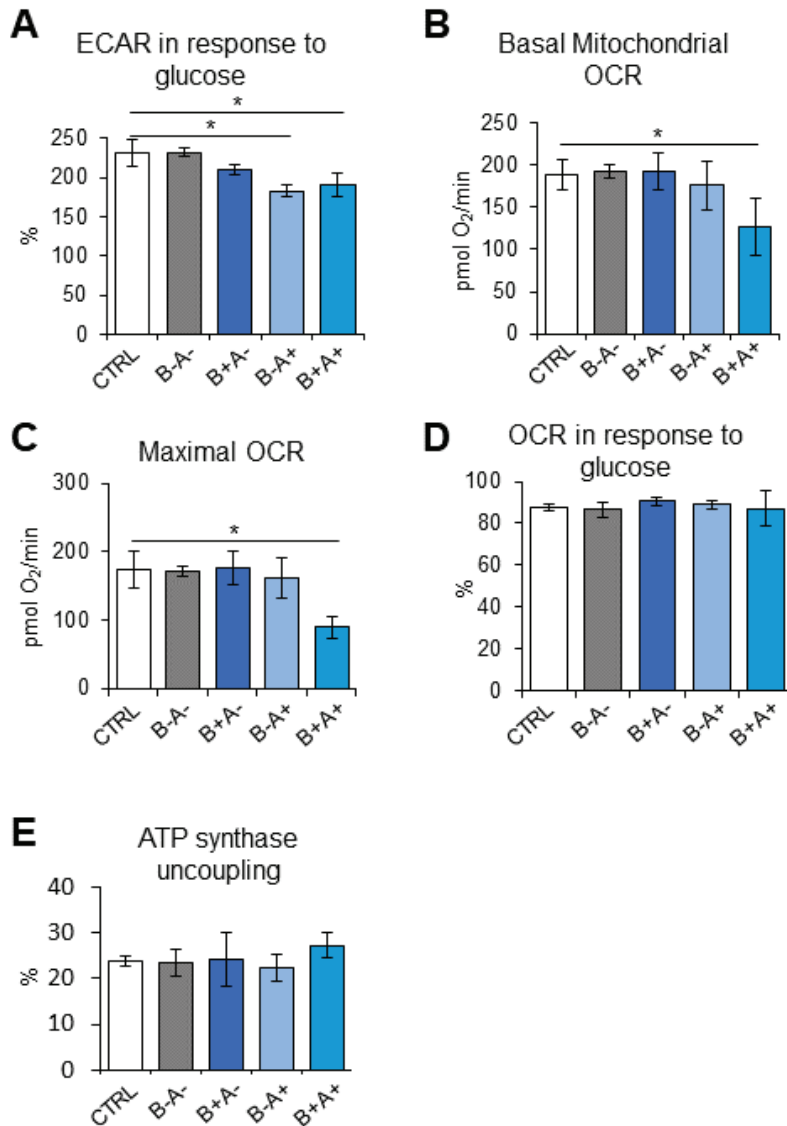 A
ECAR in response to
glucose
*
*
250
200
150
100
50
0
%
CTRL
B-A-
B+A-
B-A+
B+A+
B
Basal Mitochondrial
OCR
*
250
200
150
100
50
0
pmol O₂/min
CTRL
B-A-
B+A-
B-A+
B+A+
C
Maximal OCR
*
300
200
100
0
pmol O₂/min
CTRL
B-A-
B+A-
B-A+
B+A+
D
OCR in response to
glucose
100
80
60
40
20
0
%
CTRL
B-A-
B+A-
B-A+
B+A+
E
ATP synthase
uncoupling
40
30
20
10
0
%
CTRL
B-A-
B+A-
B-A+
B+A+